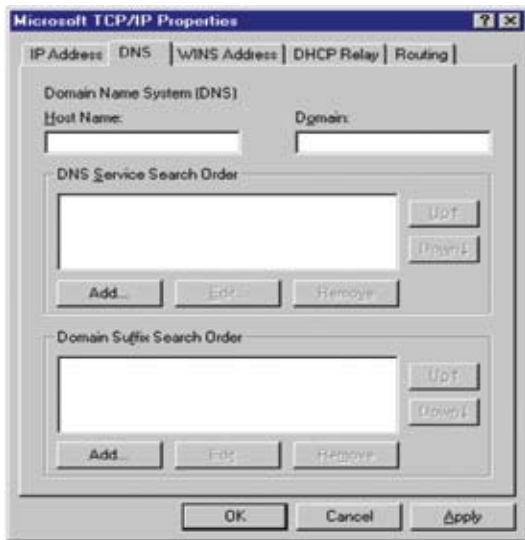 Microsoft TCP/IP Properties
IP Address DNS WINS Address DHCP Relay Routing
Domain Name System (DNS)
Host Name: Domain:
DNS Service Search Order
Up↑
Down↓
Add... Edit... Remove
Domain Suffix Search Order
Up↑
Down↓
Add... Edit... Remove
OK Cancel Apply